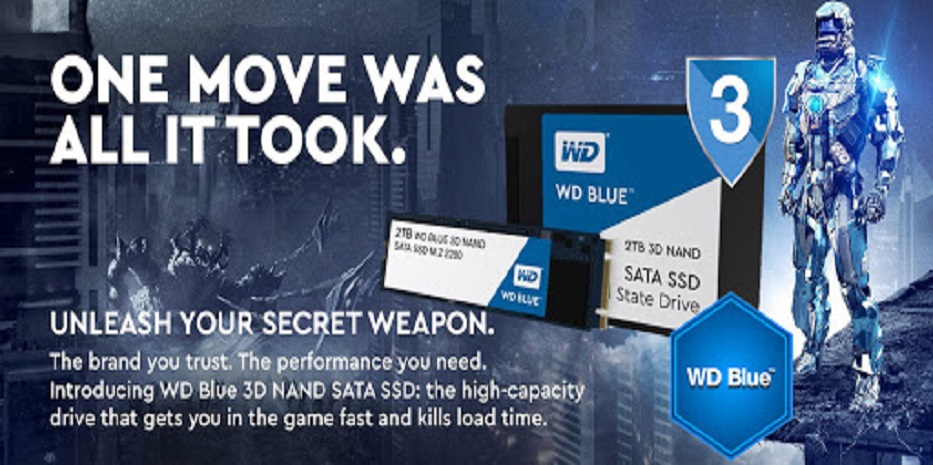 ONE MOVE WAS
ALL IT TOOK.
3
WD
WD BLUE™
2TB 3D NAND
SATA SSD
State Drive
2TB WD BLUE 3D NAND
SATA SSD M.2 2280
WD
WD BLUE
UNLEASH YOUR SECRET WEAPON.
The brand you trust. The performance you need.
Introducing WD Blue 3D NAND SATA SSD: the high-capacity
drive that gets you in the game fast and kills load time.
WD Blue™